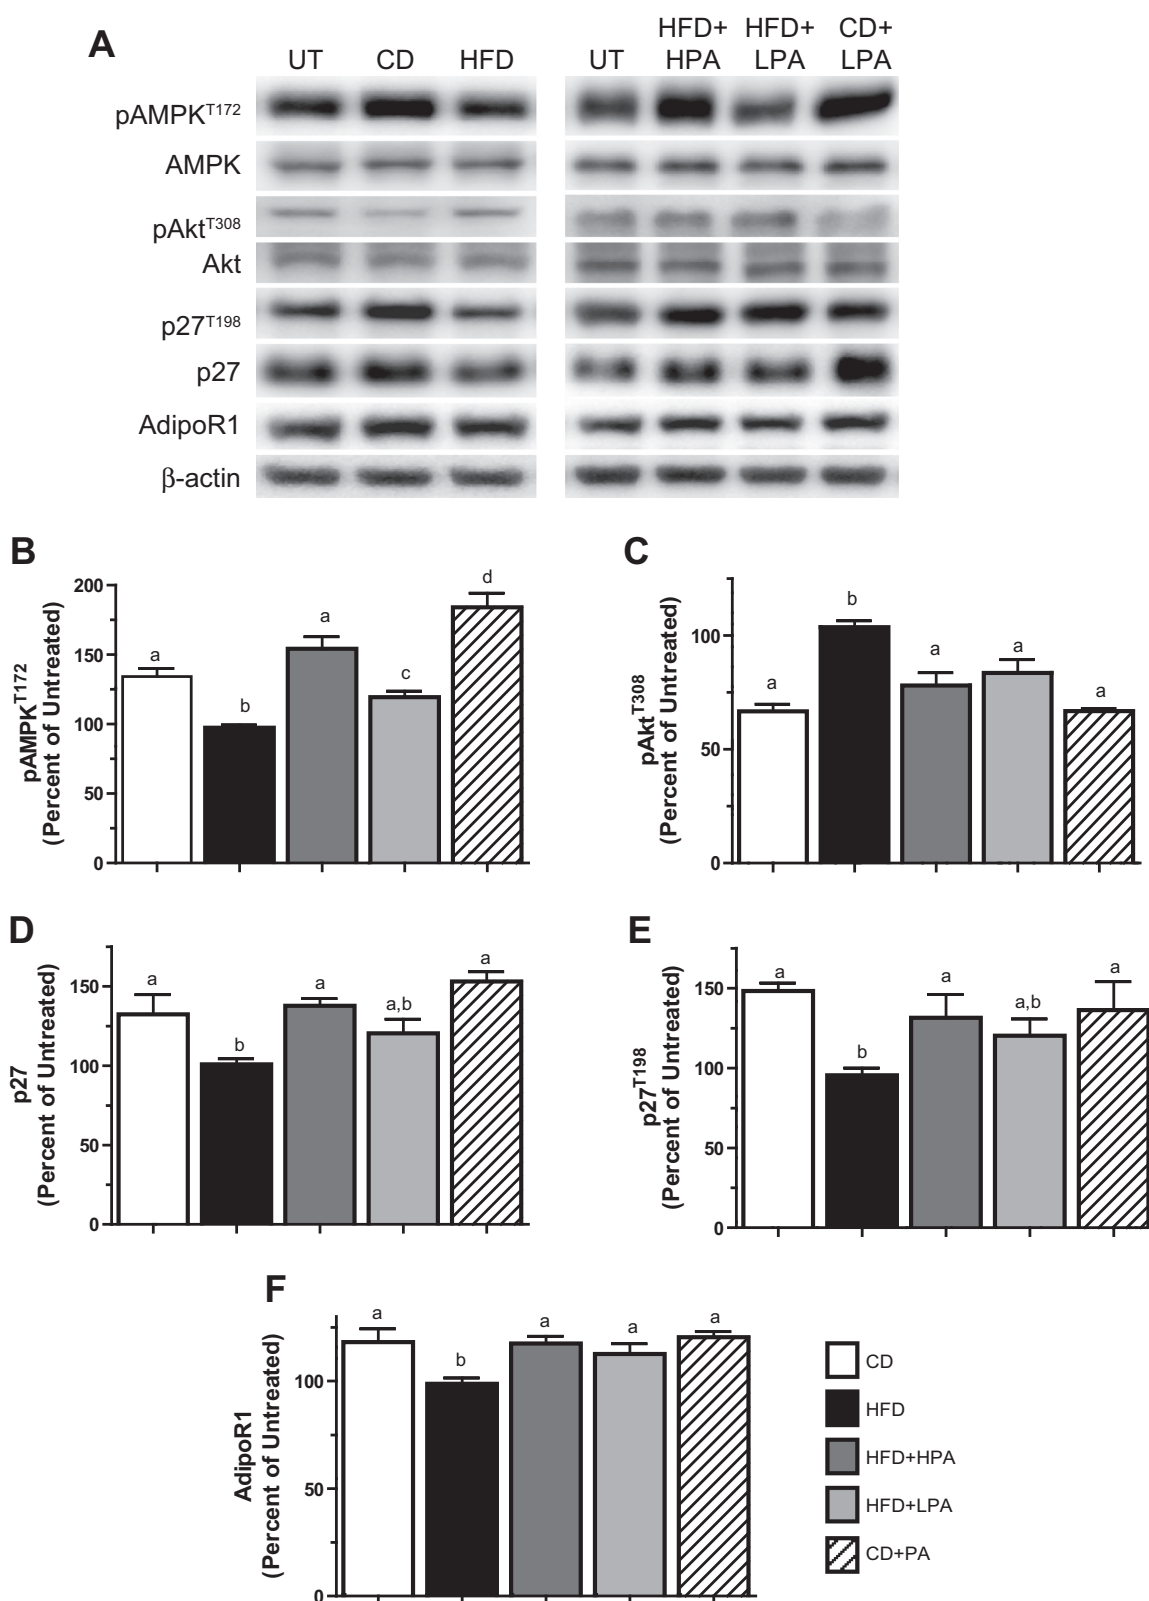 A
UT CD HFD
UT HFD+ HPA HFD+ LPA CD+ LPA
pAMPKT172
AMPK
pAktT308
Akt
p27T198
p27
AdipoR1
β-actin
B
pAMPKT172
(Percent of Untreated)
200
150
100
50
0
a
b
a
c
d
C
pAktT308
(Percent of Untreated)
100
50
0
a
b
a
a
a
D
p27
(Percent of Untreated)
150
100
50
0
a
b
a
a,b
a
E
p27T198
(Percent of Untreated)
150
100
50
0
a
b
a
a,b
a
F
AdipoR1
(Percent of Untreated)
100
50
0
a
b
a
a
a
CD
HFD
HFD+HPA
HFD+LPA
CD+PA